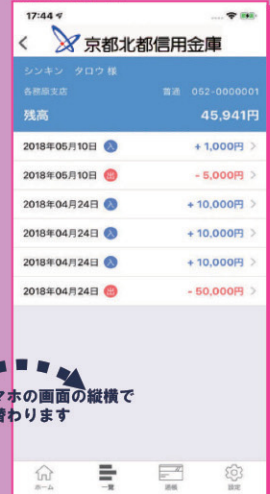 17:44
京都北都信用金庫
シンキン タロウ 様
各務原支店
普通 052-0000001
残高
45,941円
2018年05月10日 入 + 1,000円
2018年05月10日 出 - 5,000円
2018年04月24日 入 + 10,000円
2018年04月24日 入 + 10,000円
2018年04月24日 入 + 10,000円
2018年04月24日 出 - 50,000円
マホの画面の縦横で
替わります
ホーム
一覧
通帳
設定